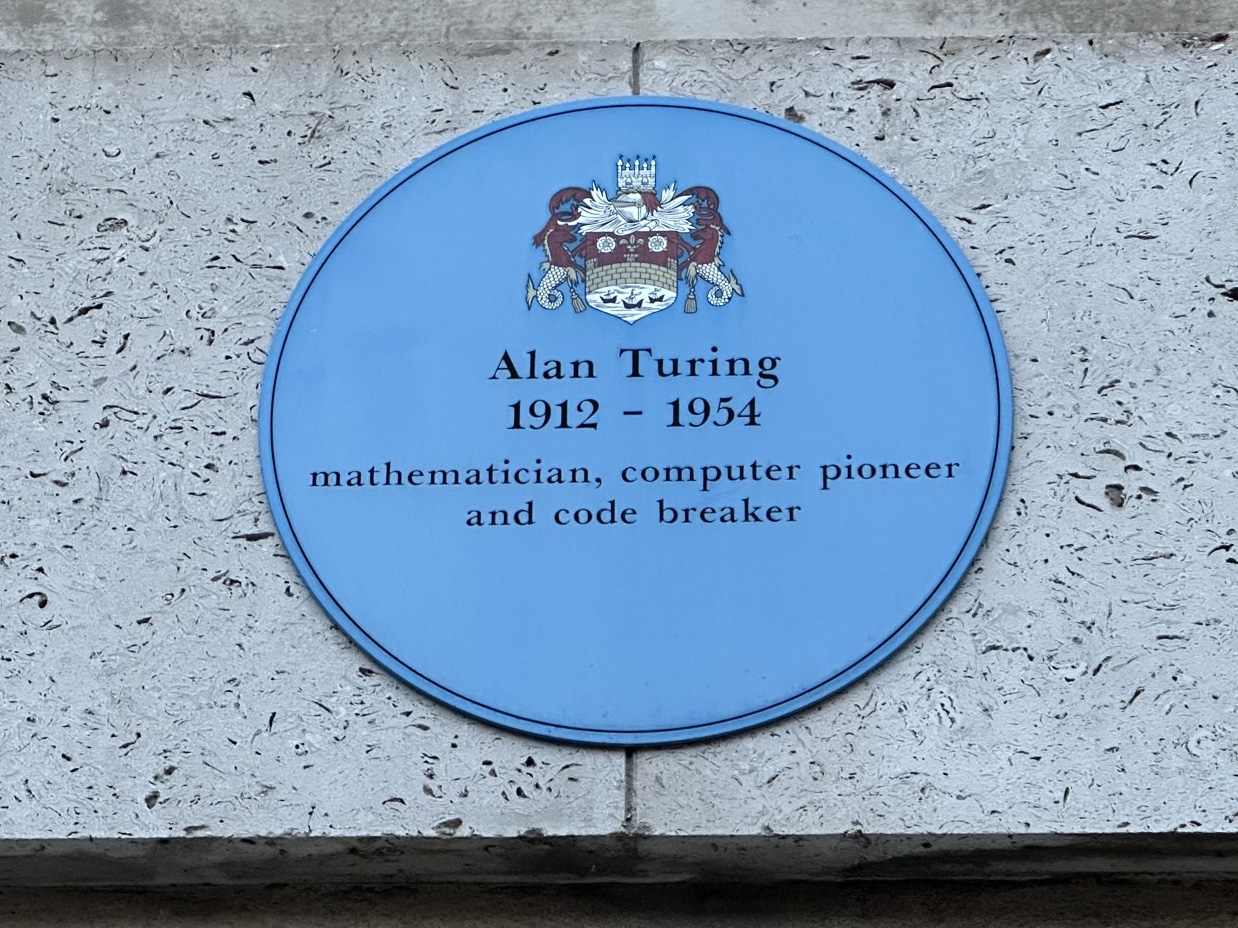 Alan Turing
1912 – 1954
mathematician, computer pioneer
and code breaker